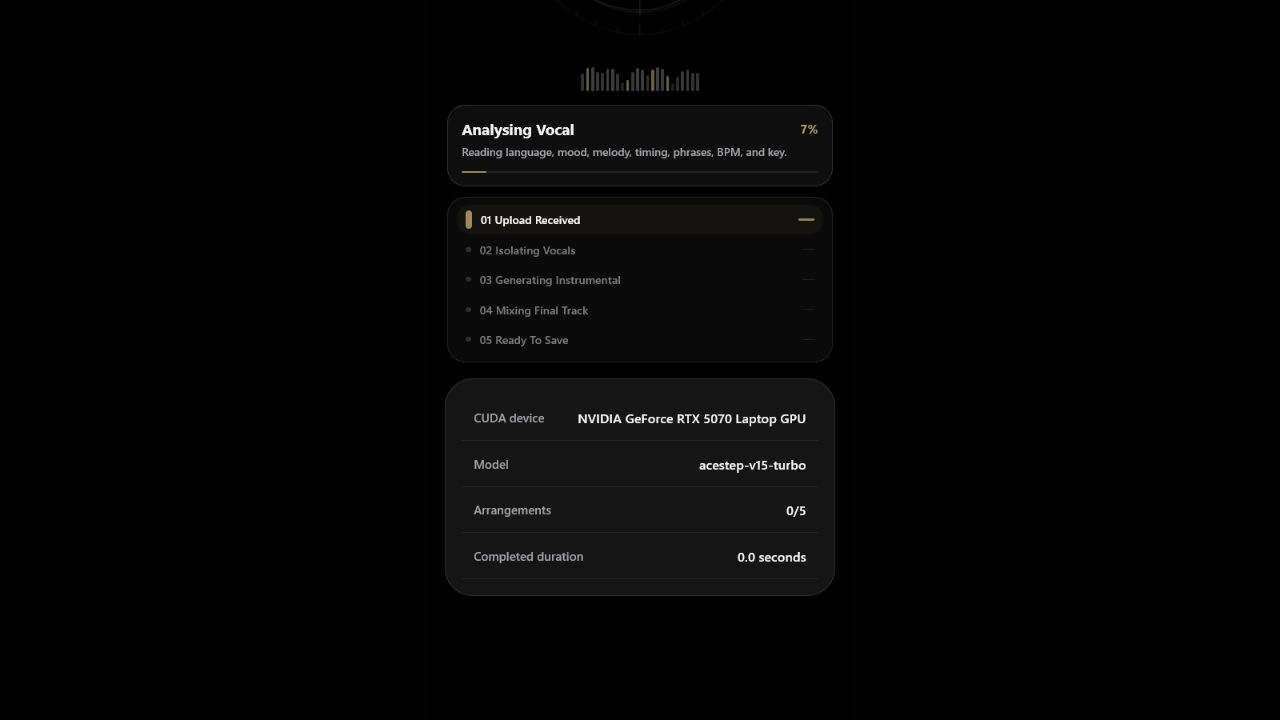 Analysing Vocal 7%
Reading language, mood, melody, timing, phrases, BPM, and key.
01 Upload Received
02 Isolating Vocals
03 Generating Instrumental
04 Mixing Final Track
05 Ready To Save
CUDA device NVIDIA GeForce RTX 5070 Laptop GPU
Model acestep-v15-turbo
Arrangements 0/5
Completed duration 0.0 seconds